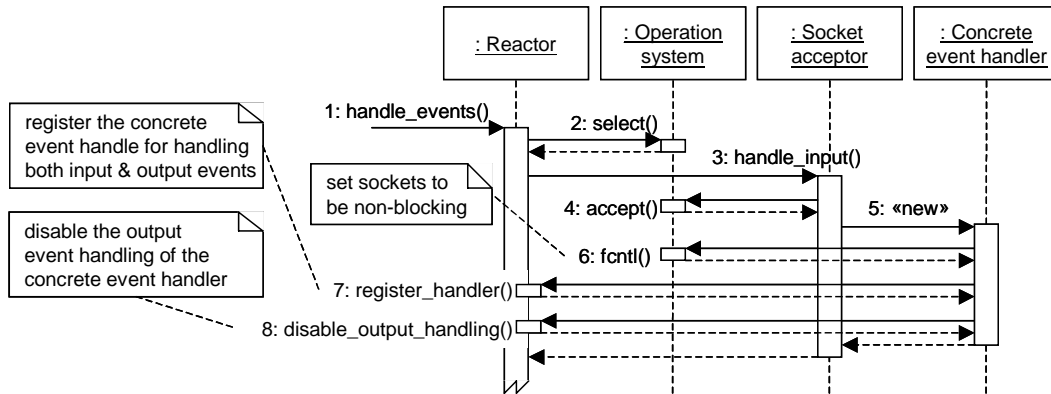 : Reactor
: Operation
system
: Socket
acceptor
: Concrete
event handler
1: handle_events()
register the concrete
event handle for handling
both input & output events
2: select()
3: handle_input()
set sockets to
be non-blocking
4: accept()
5: «new»
disable the output
event handling of the
concrete event handler
6: fcntl()
7: register_handler()
8: disable_output_handling()